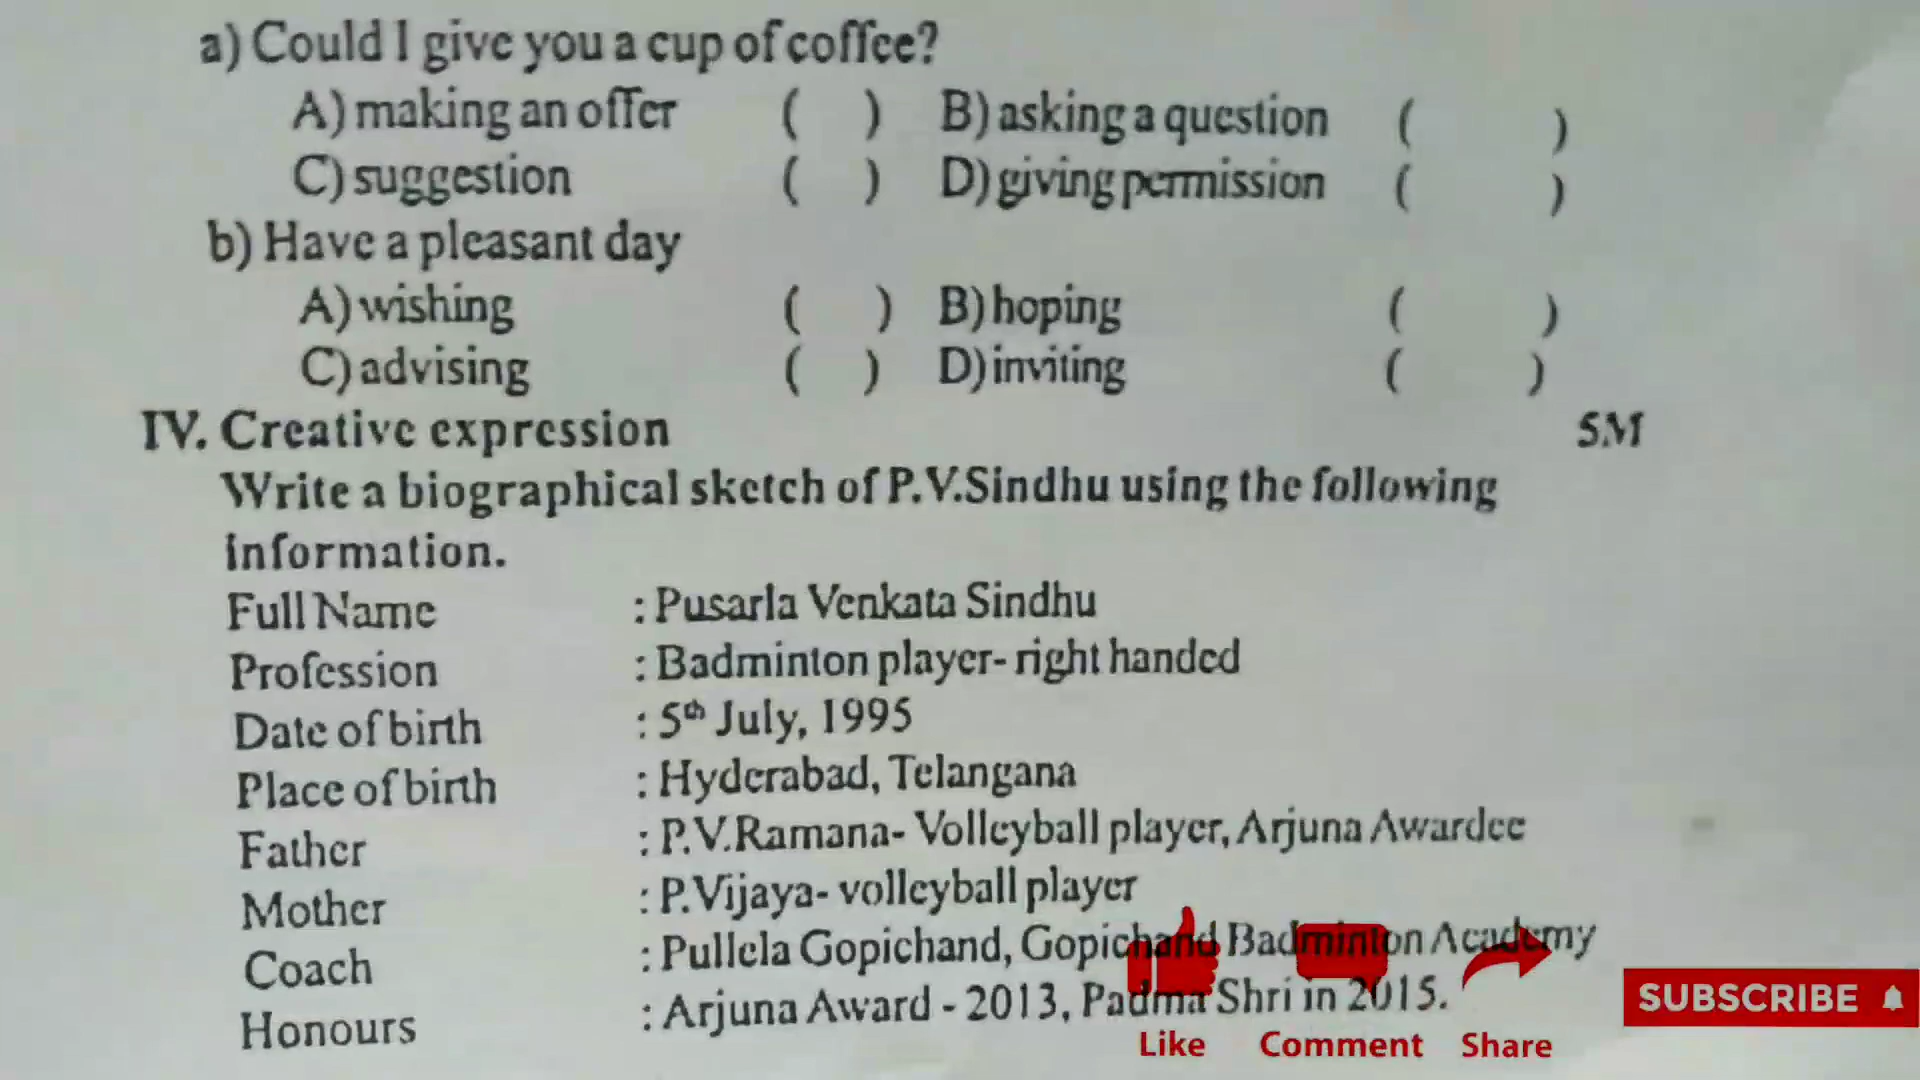 a) Could I give you a cup of coffee?
A) making an offer ( ) B) asking a question ( )
C) suggestion ( ) D) giving permission ( )
b) Have a pleasant day
A) wishing ( ) B) hoping ( )
C) advising ( ) D) inviting ( )
IV. Creative expression 5M
Write a biographical sketch of P.V.Sindhu using the following
information.
Full Name : Pusarla Venkata Sindhu
Profession : Badminton player- right handed
Date of birth : 5th July, 1995
Place of birth : Hyderabad, Telangana
Father : P.V.Ramana- Volleyball player, Arjuna Awardee
Mother : P.Vijaya- volleyball player
Coach : Pullela Gopichand, Gopichand Badminton Academy
Honours : Arjuna Award - 2013, Padma Shri in 2015.
SUBSCRIBE
Like Comment Share